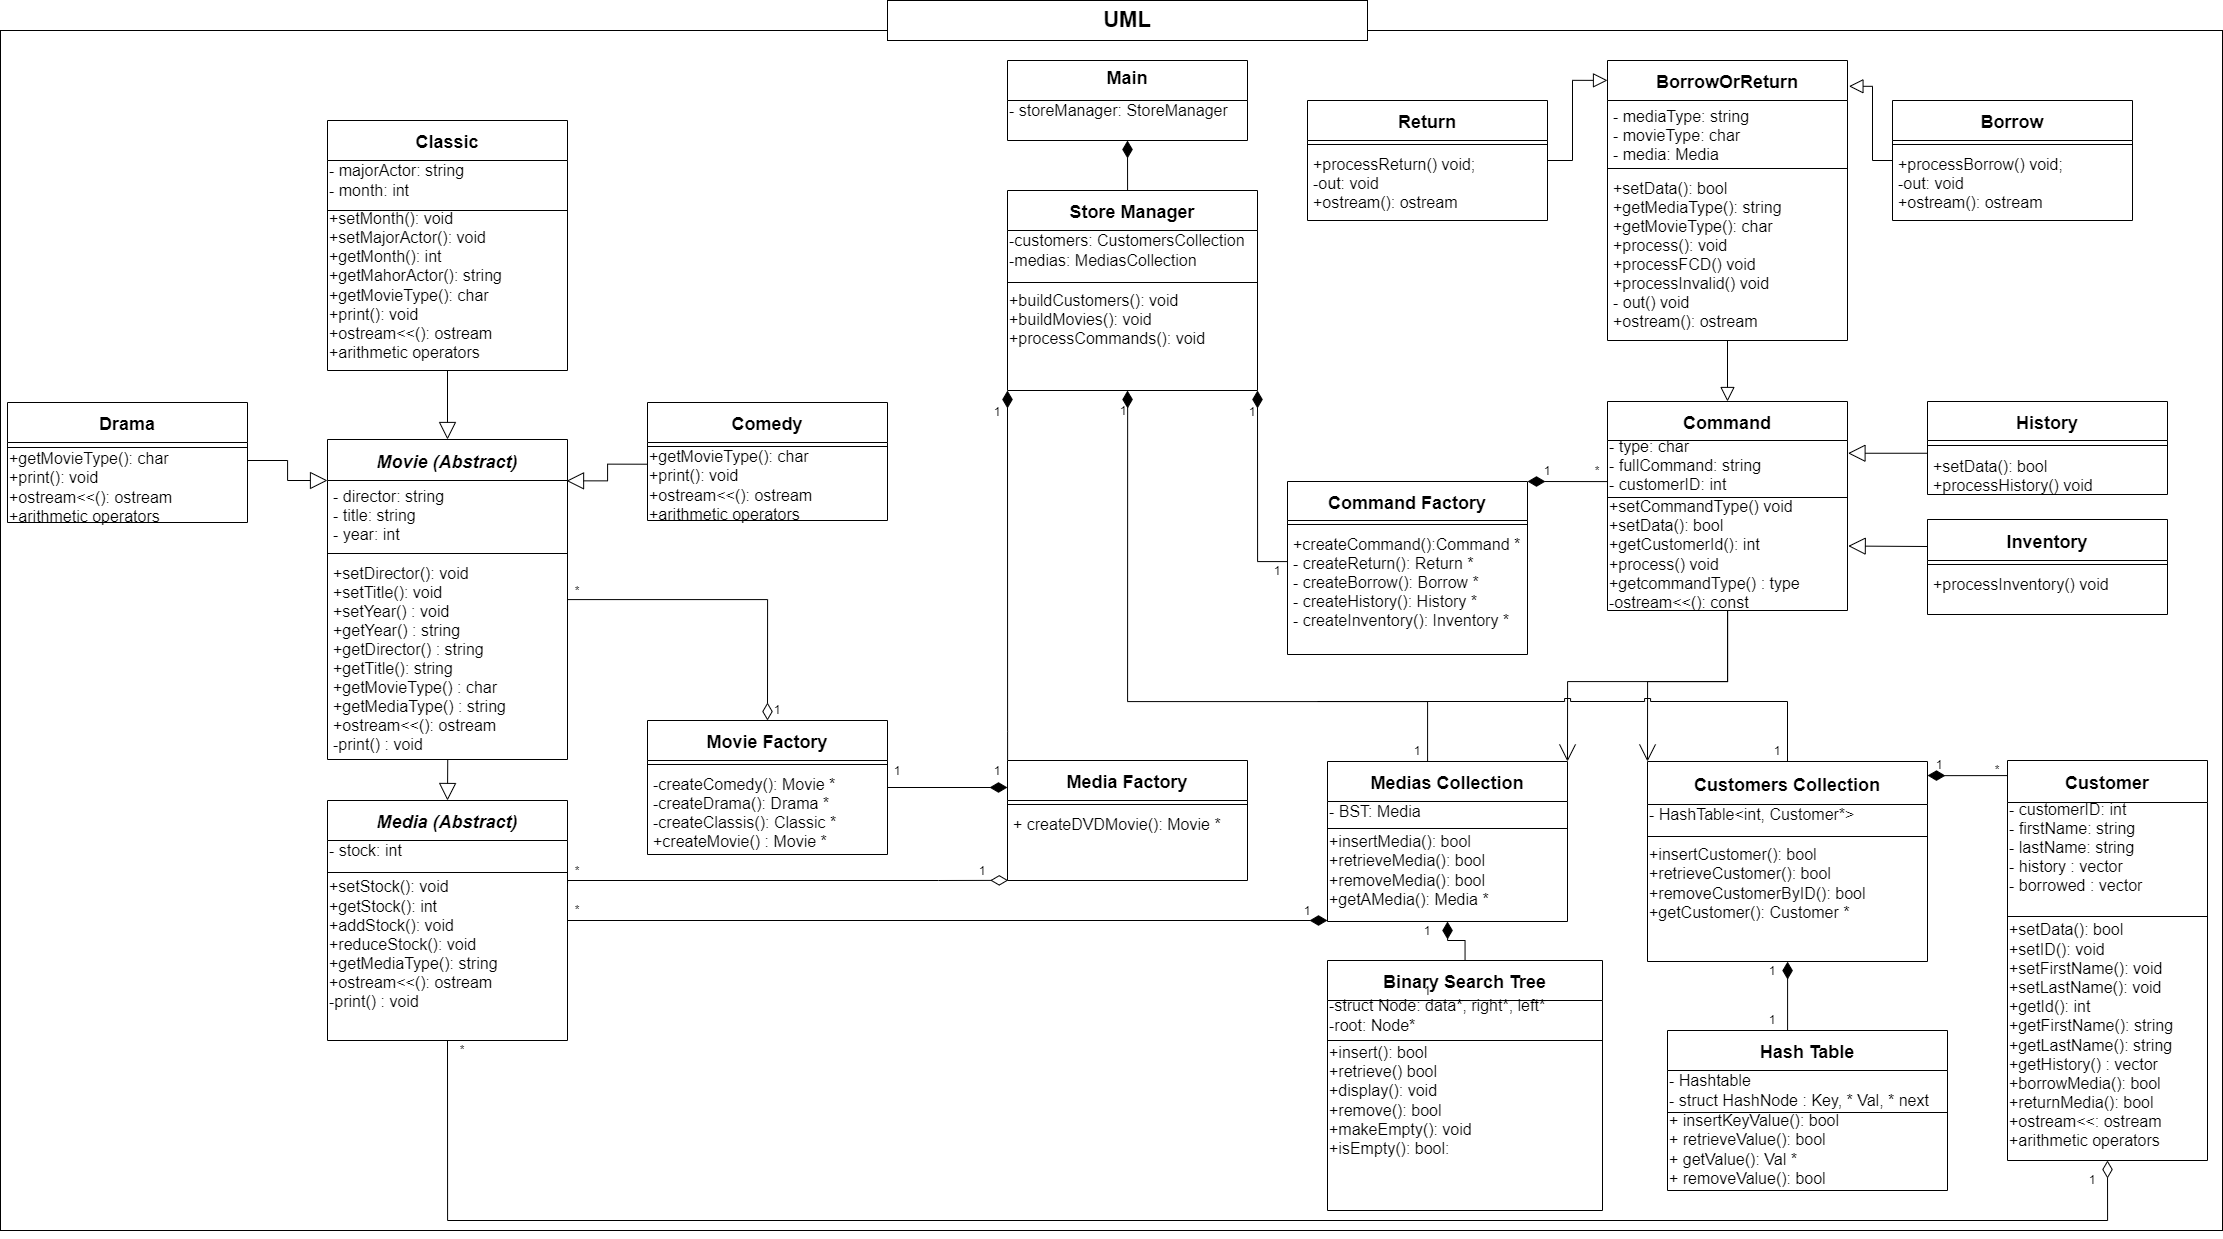 UML
Main
- storeManager: StoreManager
Classic
- majorActor: string
- month: int
+setMonth(): void
+setMajorActor(): void
+getMonth(): int
+getMahorActor(): string
+getMovieType(): char
+print(): void
+ostream<<(): ostream
+arithmetic operators
Store Manager
-customers: CustomersCollection
-medias: MediasCollection
+buildCustomers(): void
+buildMovies(): void
+processCommands(): void
1
1
1
Return
+processReturn() void;
-out: void
+ostream(): ostream
BorrowOrReturn
- mediaType: string
- movieType: char
- media: Media
+setData(): bool
+getMediaType(): string
+getMovieType(): char
+process(): void
+processFCD() void
+processInvalid() void
- out() void
+ostream(): ostream
Borrow
+processBorrow() void;
-out: void
+ostream(): ostream
Drama
+getMovieType(): char
+print(): void
+ostream<<(): ostream
+arithmetic operators
Movie (Abstract)
- director: string
- title: string
- year: int
+setDirector(): void
+setTitle(): void
+setYear() : void
+getYear() : string
+getDirector() : string
+getTitle(): string
+getMovieType() : char
+getMediaType() : string
+ostream<<(): ostream
-print() : void
Comedy
+getMovieType(): char
+print(): void
+ostream<<(): ostream
+arithmetic operators
*
1
Command Factory
+createCommand():Command *
- createReturn(): Return *
- createBorrow(): Borrow *
- createHistory(): History *
- createInventory(): Inventory *
1
1
*
Command
- type: char
- fullCommand: string
- customerID: int
+setCommandType() void
+setData(): bool
+getCustomerId(): int
+process() void
+getcommandType() : type
-ostream<<(): const
History
+setData(): bool
+processHistory() void
Inventory
+processInventory() void
Movie Factory
-createComedy(): Movie *
-createDrama(): Drama *
-createClassis(): Classic *
+createMovie() : Movie *
1
1
Media Factory
+ createDVDMovie(): Movie *
1
*
Media (Abstract)
- stock: int
+setStock(): void
+getStock(): int
+addStock(): void
+reduceStock(): void
+getMediaType(): string
+ostream<<(): ostream
-print() : void
*
*
1
1
Medias Collection
- BST: Media
+insertMedia(): bool
+retrieveMedia(): bool
+removeMedia(): bool
+getAMedia(): Media *
1
1
Binary Search Tree
-struct Node: data*, right*, left*
-root: Node*
+insert(): bool
+retrieve() bool
+display(): void
+remove(): bool
+makeEmpty(): void
+isEmpty(): bool:
1
Customers Collection
- HashTable<int, Customer*>
+insertCustomer(): bool
+retrieveCustomer(): bool
+removeCustomerByID(): bool
+getCustomer(): Customer *
1
*
1
1
Hash Table
- Hashtable
- struct HashNode : Key, * Val, * next
+ insertKeyValue(): bool
+ retrieveValue(): bool
+ getValue(): Val *
+ removeValue(): bool
Customer
- customerID: int
- firstName: string
- lastName: string
- history : vector
- borrowed : vector
+setData(): bool
+setID(): void
+setFirstName(): void
+setLastName(): void
+getId(): int
+getFirstName(): string
+getLastName(): string
+getHistory() : vector
+borrowMedia(): bool
+returnMedia(): bool
+ostream<<: ostream
+arithmetic operators
1